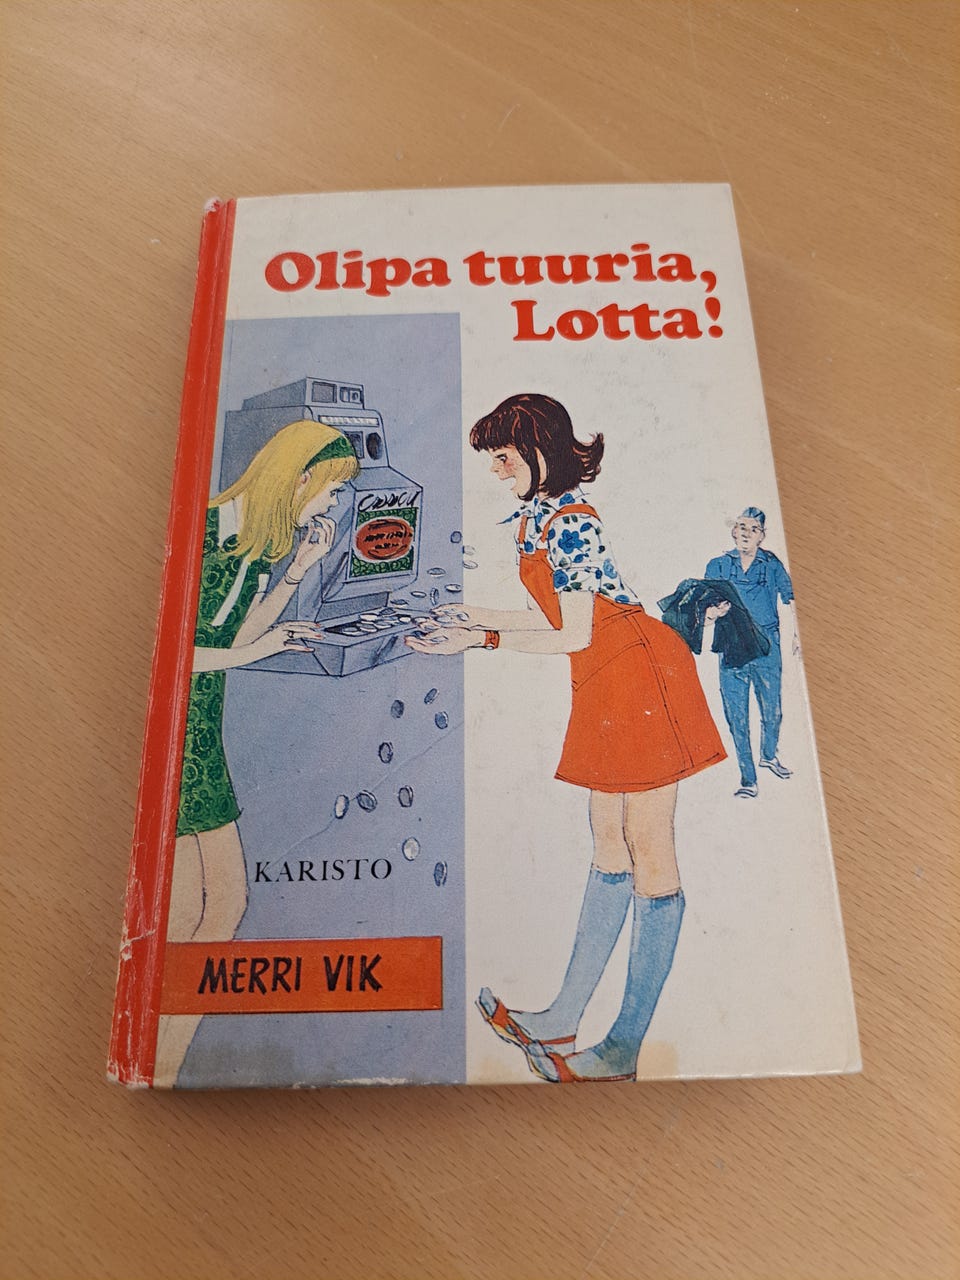 Olipa tuuria,
Lotta!
KARISTO
MERRI VIK